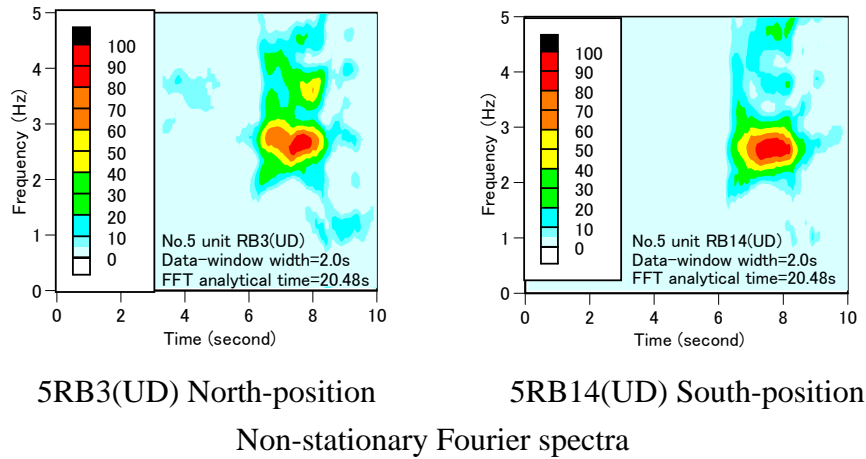 5
4
3
2
1
0
Frequency (Hz)
100
90
80
70
60
50
40
30
20
10
0
No.5 unit RB3(UD)
Data-window width=2.0s
FFT analytical time=20.48s
0 2 4 6 8 10
Time (second)
5RB3(UD) North-position
5
4
3
2
1
0
Frequency (Hz)
100
90
80
70
60
50
40
30
20
10
0
No.5 unit RB14(UD)
Data-window width=2.0s
FFT analytical time=20.48s
0 2 4 6 8 10
Time (second)
5RB14(UD) South-position
Non-stationary Fourier spectra